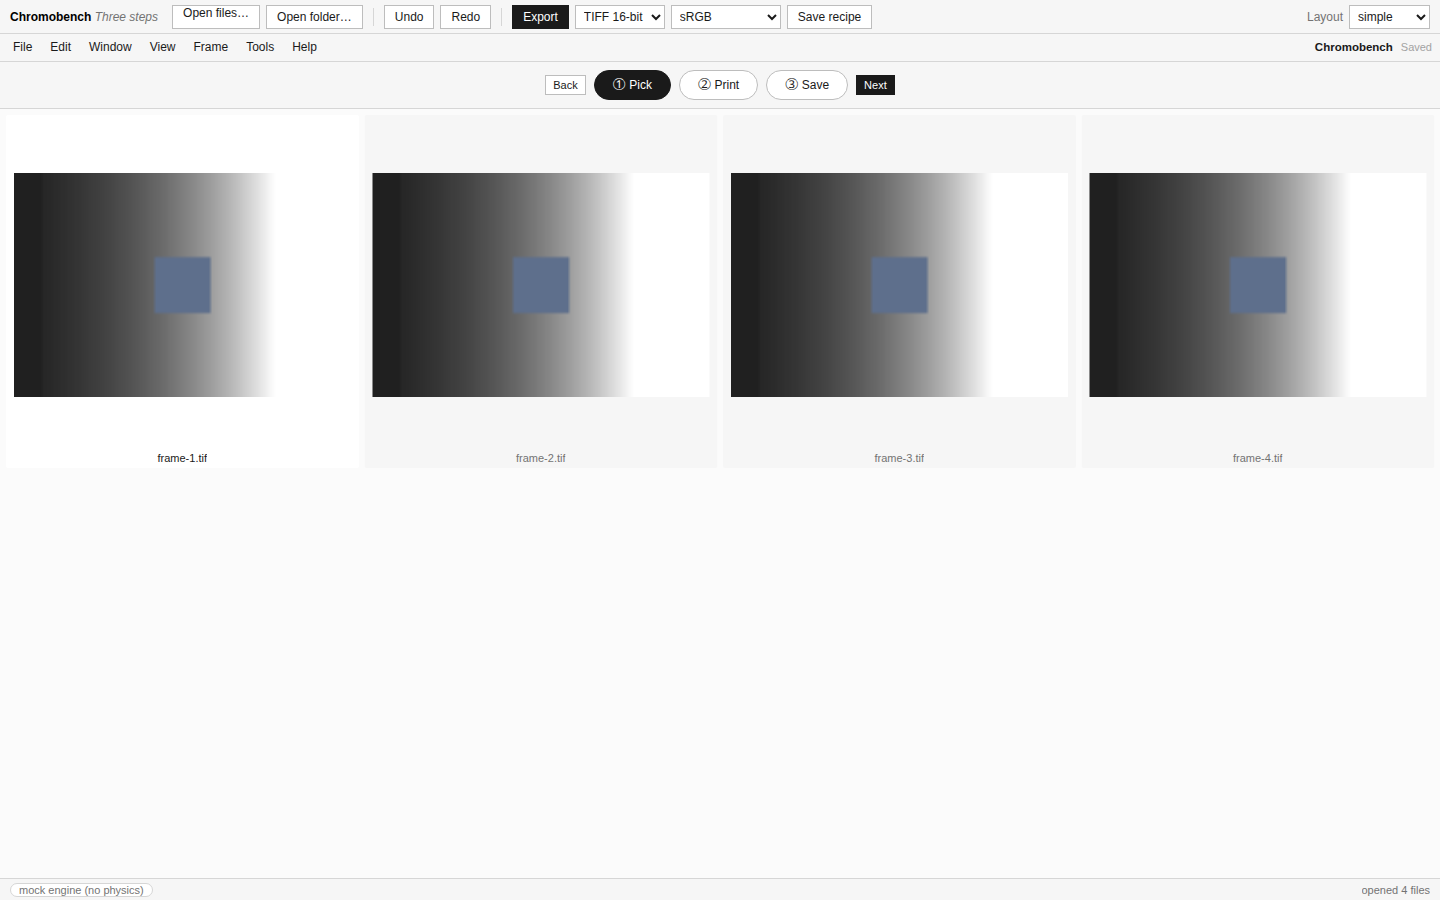 Chromobench Three steps Open files… Open folder… Undo Redo Export TIFF 16-bit sRGB Save recipe Layout simple
File Edit Window View Frame Tools Help Chromobench Saved
Back ① Pick ② Print ③ Save Next
frame-1.tif frame-2.tif frame-3.tif frame-4.tif
mock engine (no physics) opened 4 files